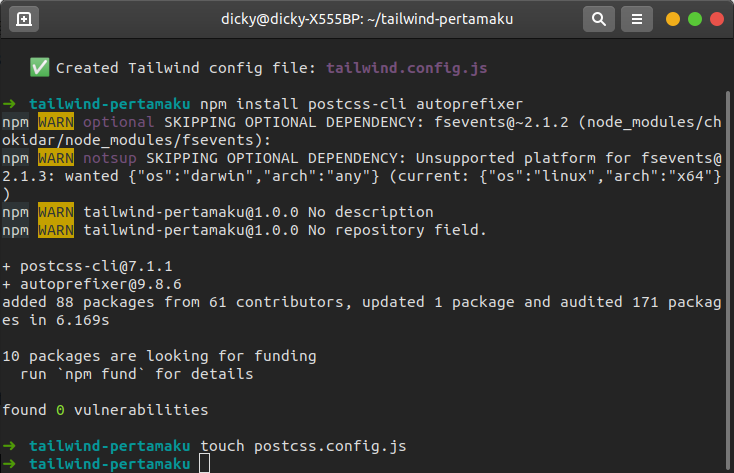 dicky@dicky-X555BP: ~/tailwind-pertamaku
✅ Created Tailwind config file: tailwind.config.js
➜ tailwind-pertamaku npm install postcss-cli autoprefixer
npm WARN optional SKIPPING OPTIONAL DEPENDENCY: fsevents@~2.1.2 (node_modules/ch
okidar/node_modules/fsevents):
npm WARN notsup SKIPPING OPTIONAL DEPENDENCY: Unsupported platform for fsevents@
2.1.3: wanted {"os":"darwin","arch":"any"} (current: {"os":"linux","arch":"x64"}
)
npm WARN tailwind-pertamaku@1.0.0 No description
npm WARN tailwind-pertamaku@1.0.0 No repository field.
+ postcss-cli@7.1.1
+ autoprefixer@9.8.6
added 88 packages from 61 contributors, updated 1 package and audited 171 packag
es in 6.169s
10 packages are looking for funding
run `npm fund` for details
found 0 vulnerabilities
➜ tailwind-pertamaku touch postcss.config.js
➜ tailwind-pertamaku